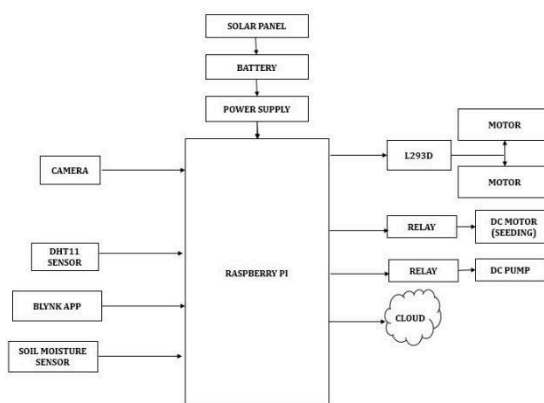 SOLAR PANEL
BATTERY
POWER SUPPLY
MOTOR
L293D
MOTOR
CAMERA
RELAY
DC MOTOR
(SEEDING)
DHT11
SENSOR
RASPBERRY PI
RELAY
DC PUMP
BLYNK APP
CLOUD
SOIL MOISTURE
SENSOR